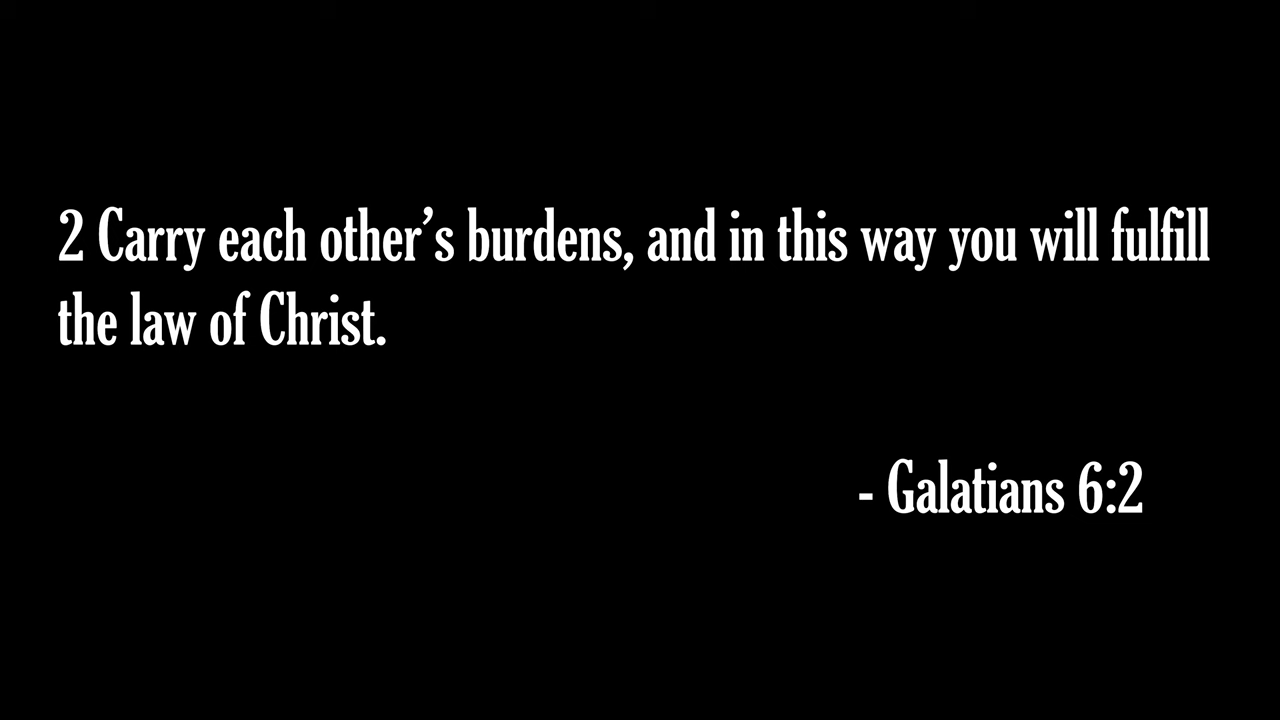 2 Carry each other’s burdens, and in this way you will fulfill
the law of Christ.
- Galatians 6:2